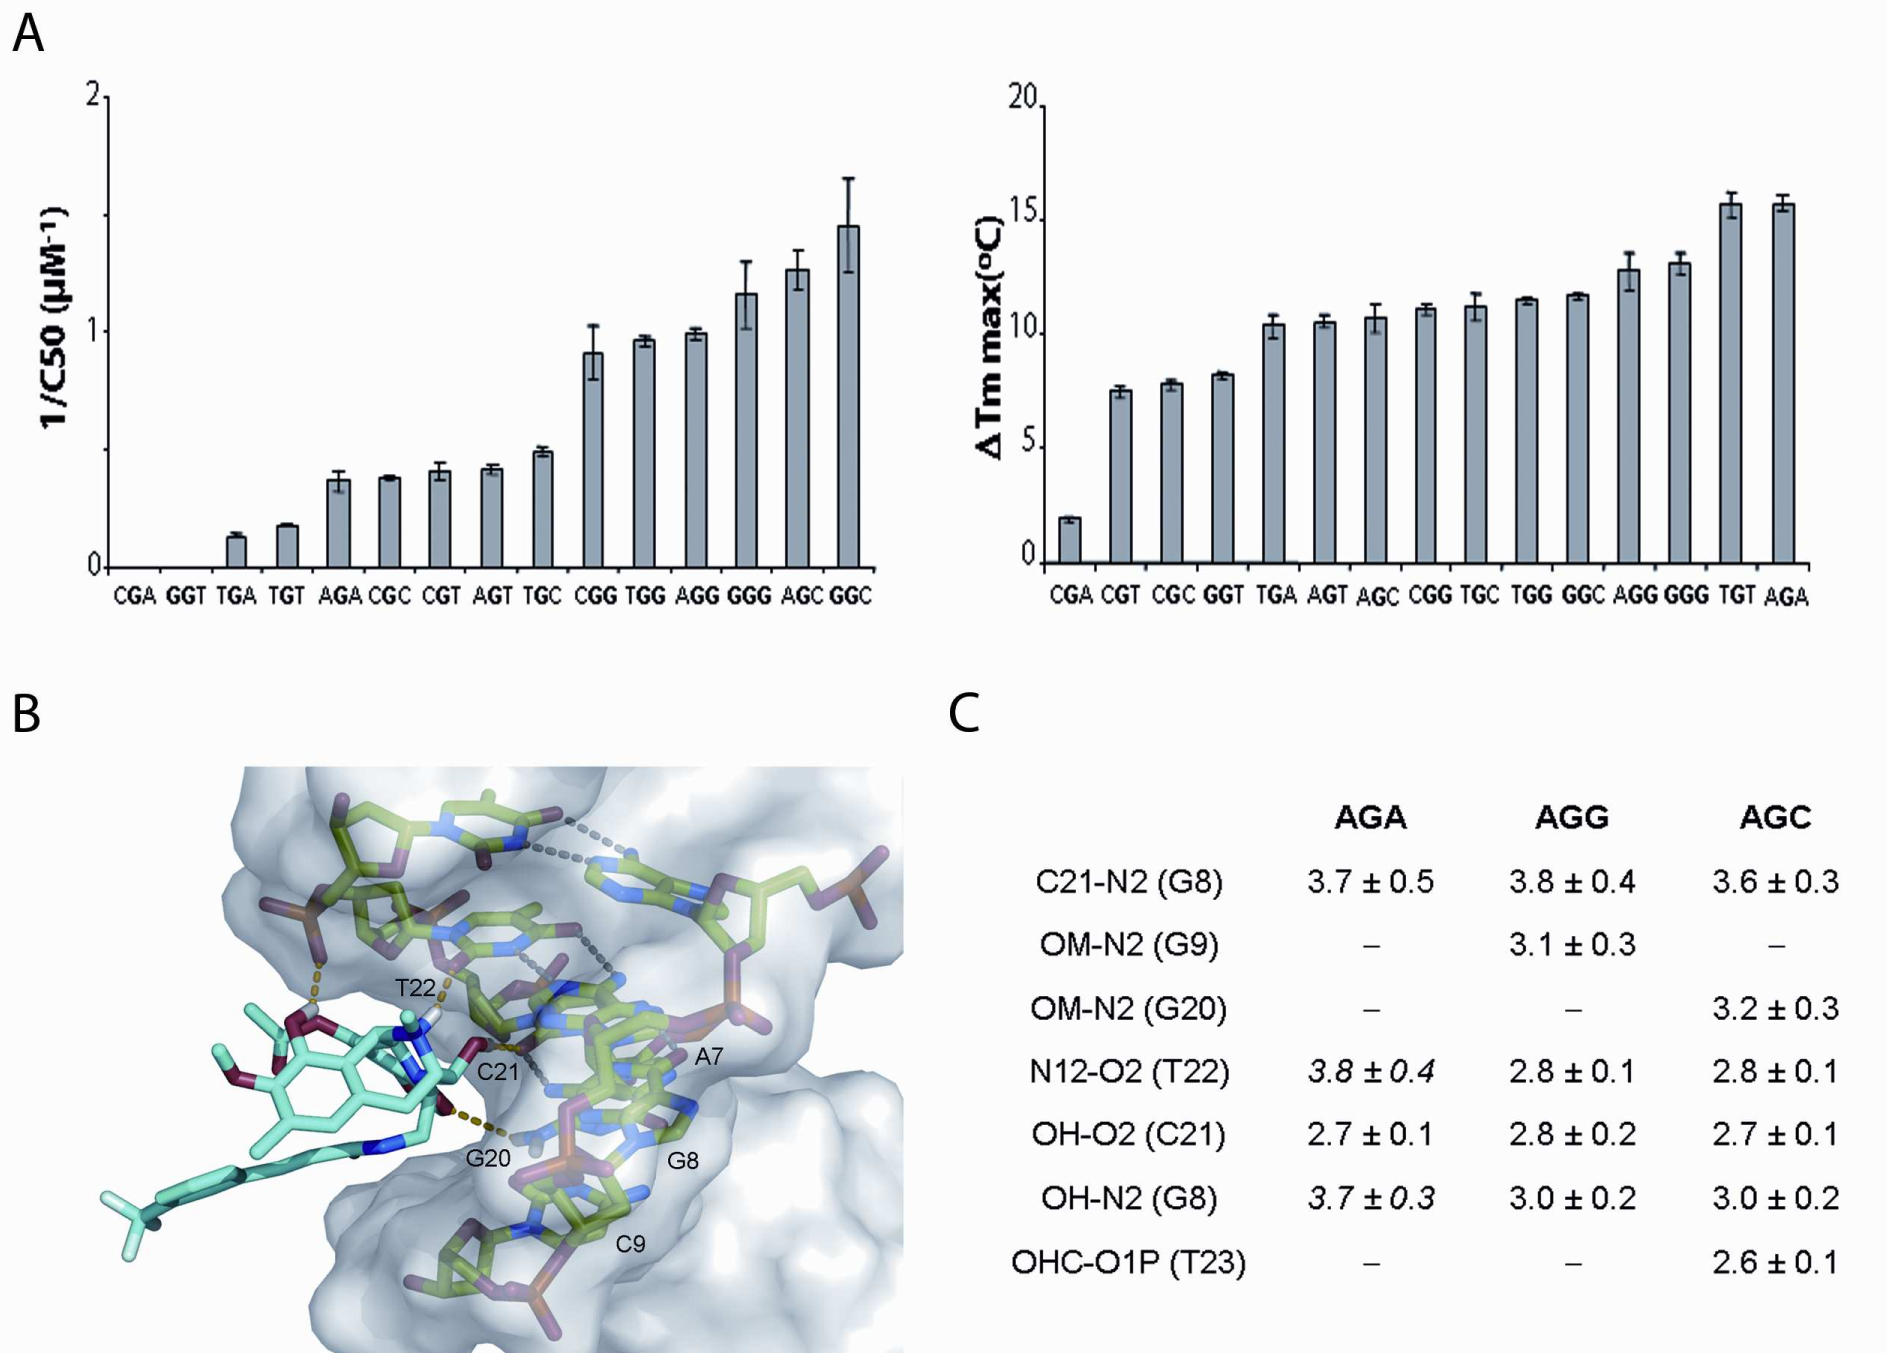 A
1/C50 (µM⁻¹)
2
1
0
CGA GGT TGA TGT AGA CGC CGT AGT TGC CGG TGG AGG GGG AGC GGC
Δ Tm max(ºC)
20
15
10
5
0
CGA CGT CGC GGT TGA AGT AGC CGG TGC TGG GGC AGG GGG TGT AGA
B
T22
C21
A7
G20
G8
C9
C
AGA AGG AGC
C21-N2 (G8) 3.7 ± 0.5 3.8 ± 0.4 3.6 ± 0.3
OM-N2 (G9) – 3.1 ± 0.3 –
OM-N2 (G20) – – 3.2 ± 0.3
N12-O2 (T22) 3.8 ± 0.4 2.8 ± 0.1 2.8 ± 0.1
OH-O2 (C21) 2.7 ± 0.1 2.8 ± 0.2 2.7 ± 0.1
OH-N2 (G8) 3.7 ± 0.3 3.0 ± 0.2 3.0 ± 0.2
OHC-O1P (T23) – – 2.6 ± 0.1